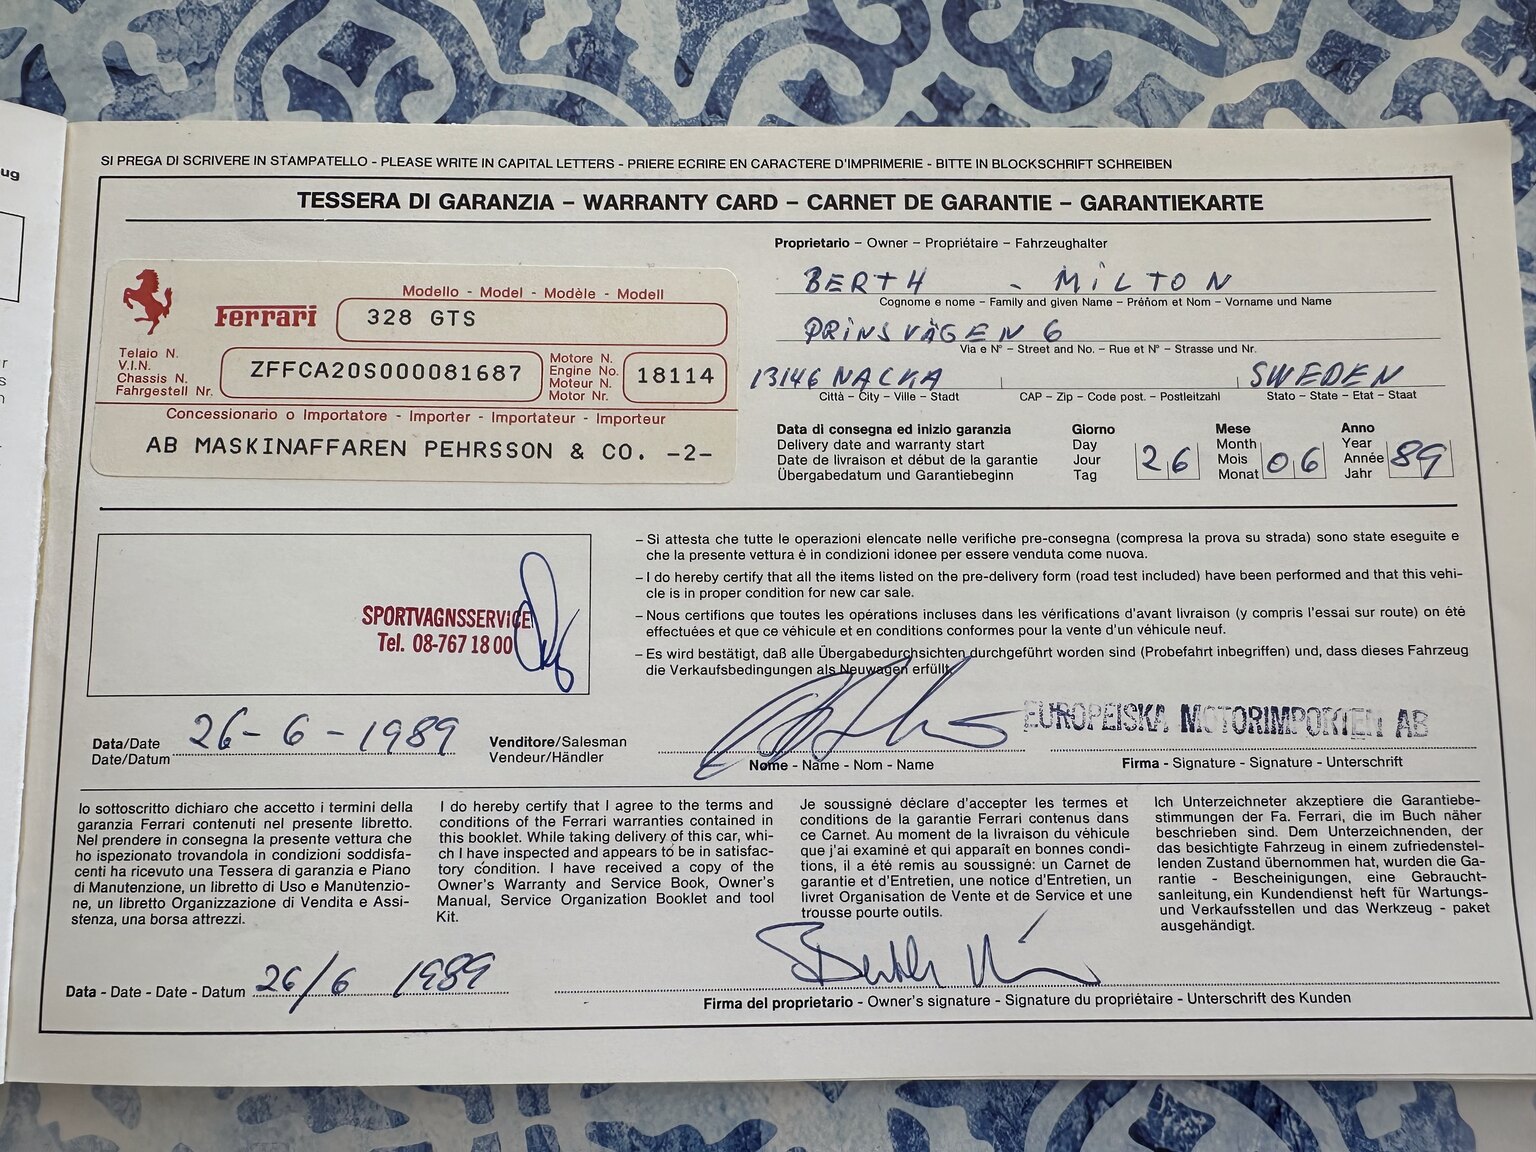 ug
SI PREGA DI SCRIVERE IN STAMPATELLO - PLEASE WRITE IN CAPITAL LETTERS - PRIERE ECRIRE EN CARACTERE D'IMPRIMERIE - BITTE IN BLOCKSCHRIFT SCHREIBEN
TESSERA DI GARANZIA – WARRANTY CARD – CARNET DE GARANTIE – GARANTIEKARTE
Modello - Model - Modèle - Modell
Ferrari
328 GTS
Telaio N.
V.I.N.
Chassis N.
Fahrgestell Nr.
ZFFCA20S000081687
Motore N.
Engine No.
Moteur N.
Motor Nr.
18114
Concessionario o Importatore - Importer - Importateur - Importeur
AB MASKINAFFAREN PEHRSSON & CO. -2-
Proprietario – Owner – Propriétaire – Fahrzeughalter
BERTH - MILTON
Cognome e nome – Family and given Name – Prénom et Nom – Vorname und Name
PRINSVÄGEN 6
Via e N° – Street and No. – Rue et N° – Strasse und Nr.
13146 NACKA SWEDEN
Città – City – Ville – Stadt CAP – Zip – Code post. – Postleitzahl Stato – State – Etat – Staat
Data di consegna ed inizio garanzia
Delivery date and warranty start
Date de livraison et début de la garantie
Übergabedatum und Garantiebeginn
Giorno
Day
Jour
Tag
26
Mese
Month
Mois
Monat
06
Anno
Year
Année
Jahr
89
SPORTVAGNSSERVICE
Tel. 08-767 18 00
– Si attesta che tutte le operazioni elencate nelle verifiche pre-consegna (compresa la prova su strada) sono state eseguite e
che la presente vettura é in condizioni idonee per essere venduta come nuova.
– I do hereby certify that all the items listed on the pre-delivery form (road test included) have been performed and that this vehi-
cle is in proper condition for new car sale.
– Nous certifions que toutes les opérations incluses dans les vérifications d'avant livraison (y compris l'essai sur route) on été
effectuées et que ce véhicule et en conditions conformes pour la vente d'un véhicule neuf.
– Es wird bestätigt, daß alle Übergabedurchsichten durchgeführt worden sind (Probefahrt inbegriffen) und, dass dieses Fahrzeug
die Verkaufsbedingungen als Neuwagen erfüllt.
Data/Date
Date/Datum
26-6-1989
Venditore/Salesman
Vendeur/Händler
EUROPEISKA MOTORIMPORTEN AB
Nome - Name - Nom - Name
Firma - Signature - Signature - Unterschrift
Io sottoscritto dichiaro che accetto i termini della
garanzia Ferrari contenuti nel presente libretto.
Nel prendere in consegna la presente vettura che
ho ispezionato trovandola in condizioni soddisfa-
centi ha ricevuto una Tessera di garanzia e Piano
di Manutenzione, un libretto di Uso e Manutenzio-
ne, un libretto Organizzazione di Vendita e Assi-
stenza, una borsa attrezzi.
I do hereby certify that I agree to the terms and
conditions of the Ferrari warranties contained in
this booklet. While taking delivery of this car, whi-
ch I have inspected and appears to be in satisfac-
tory condition. I have received a copy of the
Owner's Warranty and Service Book, Owner's
Manual, Service Organization Booklet and tool
Kit.
Je soussigné déclare d'accepter les termes et
conditions de la garantie Ferrari contenus dans
ce Carnet. Au moment de la livraison du véhicule
que j'ai examiné et qui apparaît en bonnes condi-
tions, il a été remis au soussigné: un Carnet de
garantie et d'Entretien, une notice d'Entretien, un
livret Organisation de Vente et de Service et une
trousse pourte outils.
Ich Unterzeichneter akzeptiere die Garantiebe-
stimmungen der Fa. Ferrari, die im Buch näher
beschrieben sind. Dem Unterzeichnenden, der
das besichtigte Fahrzeug in einem zufriedenstel-
lenden Zustand übernommen hat, wurden die Ga-
rantie - Bescheinigungen, eine Gebraucht-
sanleitung, ein Kundendienst heft für Wartungs-
und Verkaufsstellen und das Werkzeug - paket
ausgehändigt.
Data - Date - Date - Datum 26/6 1989
Firma del proprietario - Owner's signature - Signature du propriétaire - Unterschrift des Kunden